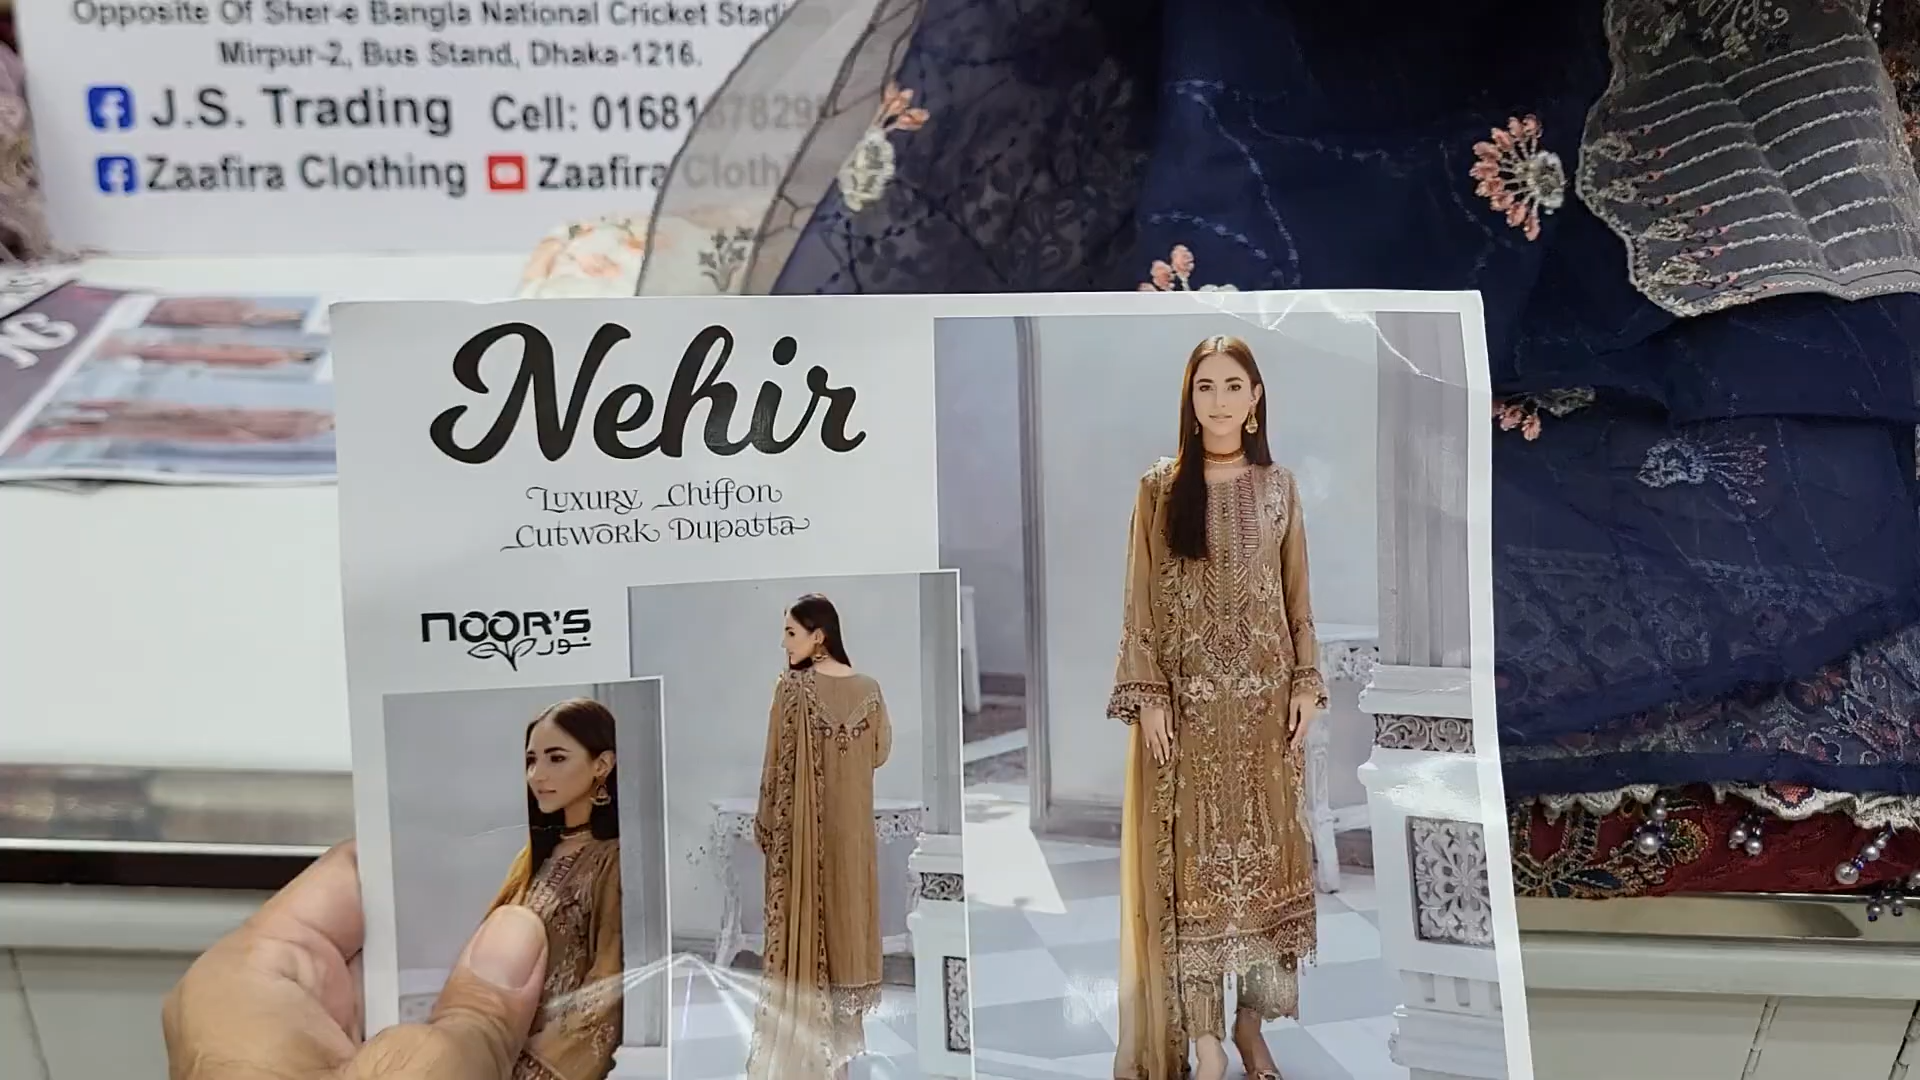 Opposite Of Sher-e Bangla National Cricket
Mirpur-2, Bus Stand, Dhaka-1216.
J.S. Trading Cell: 01681
Zaafira Clothing Zaafira Cloth
Nehir
Luxury Chiffon
Cutwork Dupatta
NOOR'S
نور